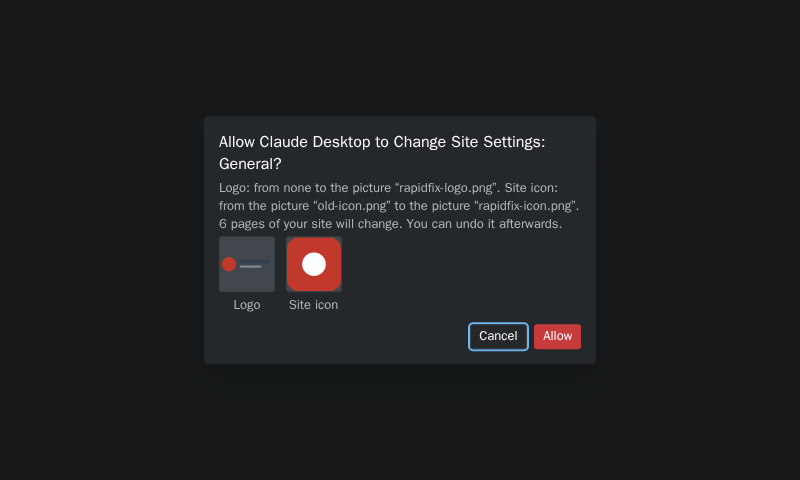 Allow Claude Desktop to Change Site Settings:
General?
Logo: from none to the picture “rapidfix-logo.png”. Site icon:
from the picture “old-icon.png” to the picture “rapidfix-icon.png”.
6 pages of your site will change. You can undo it afterwards.
Logo Site icon
Cancel Allow